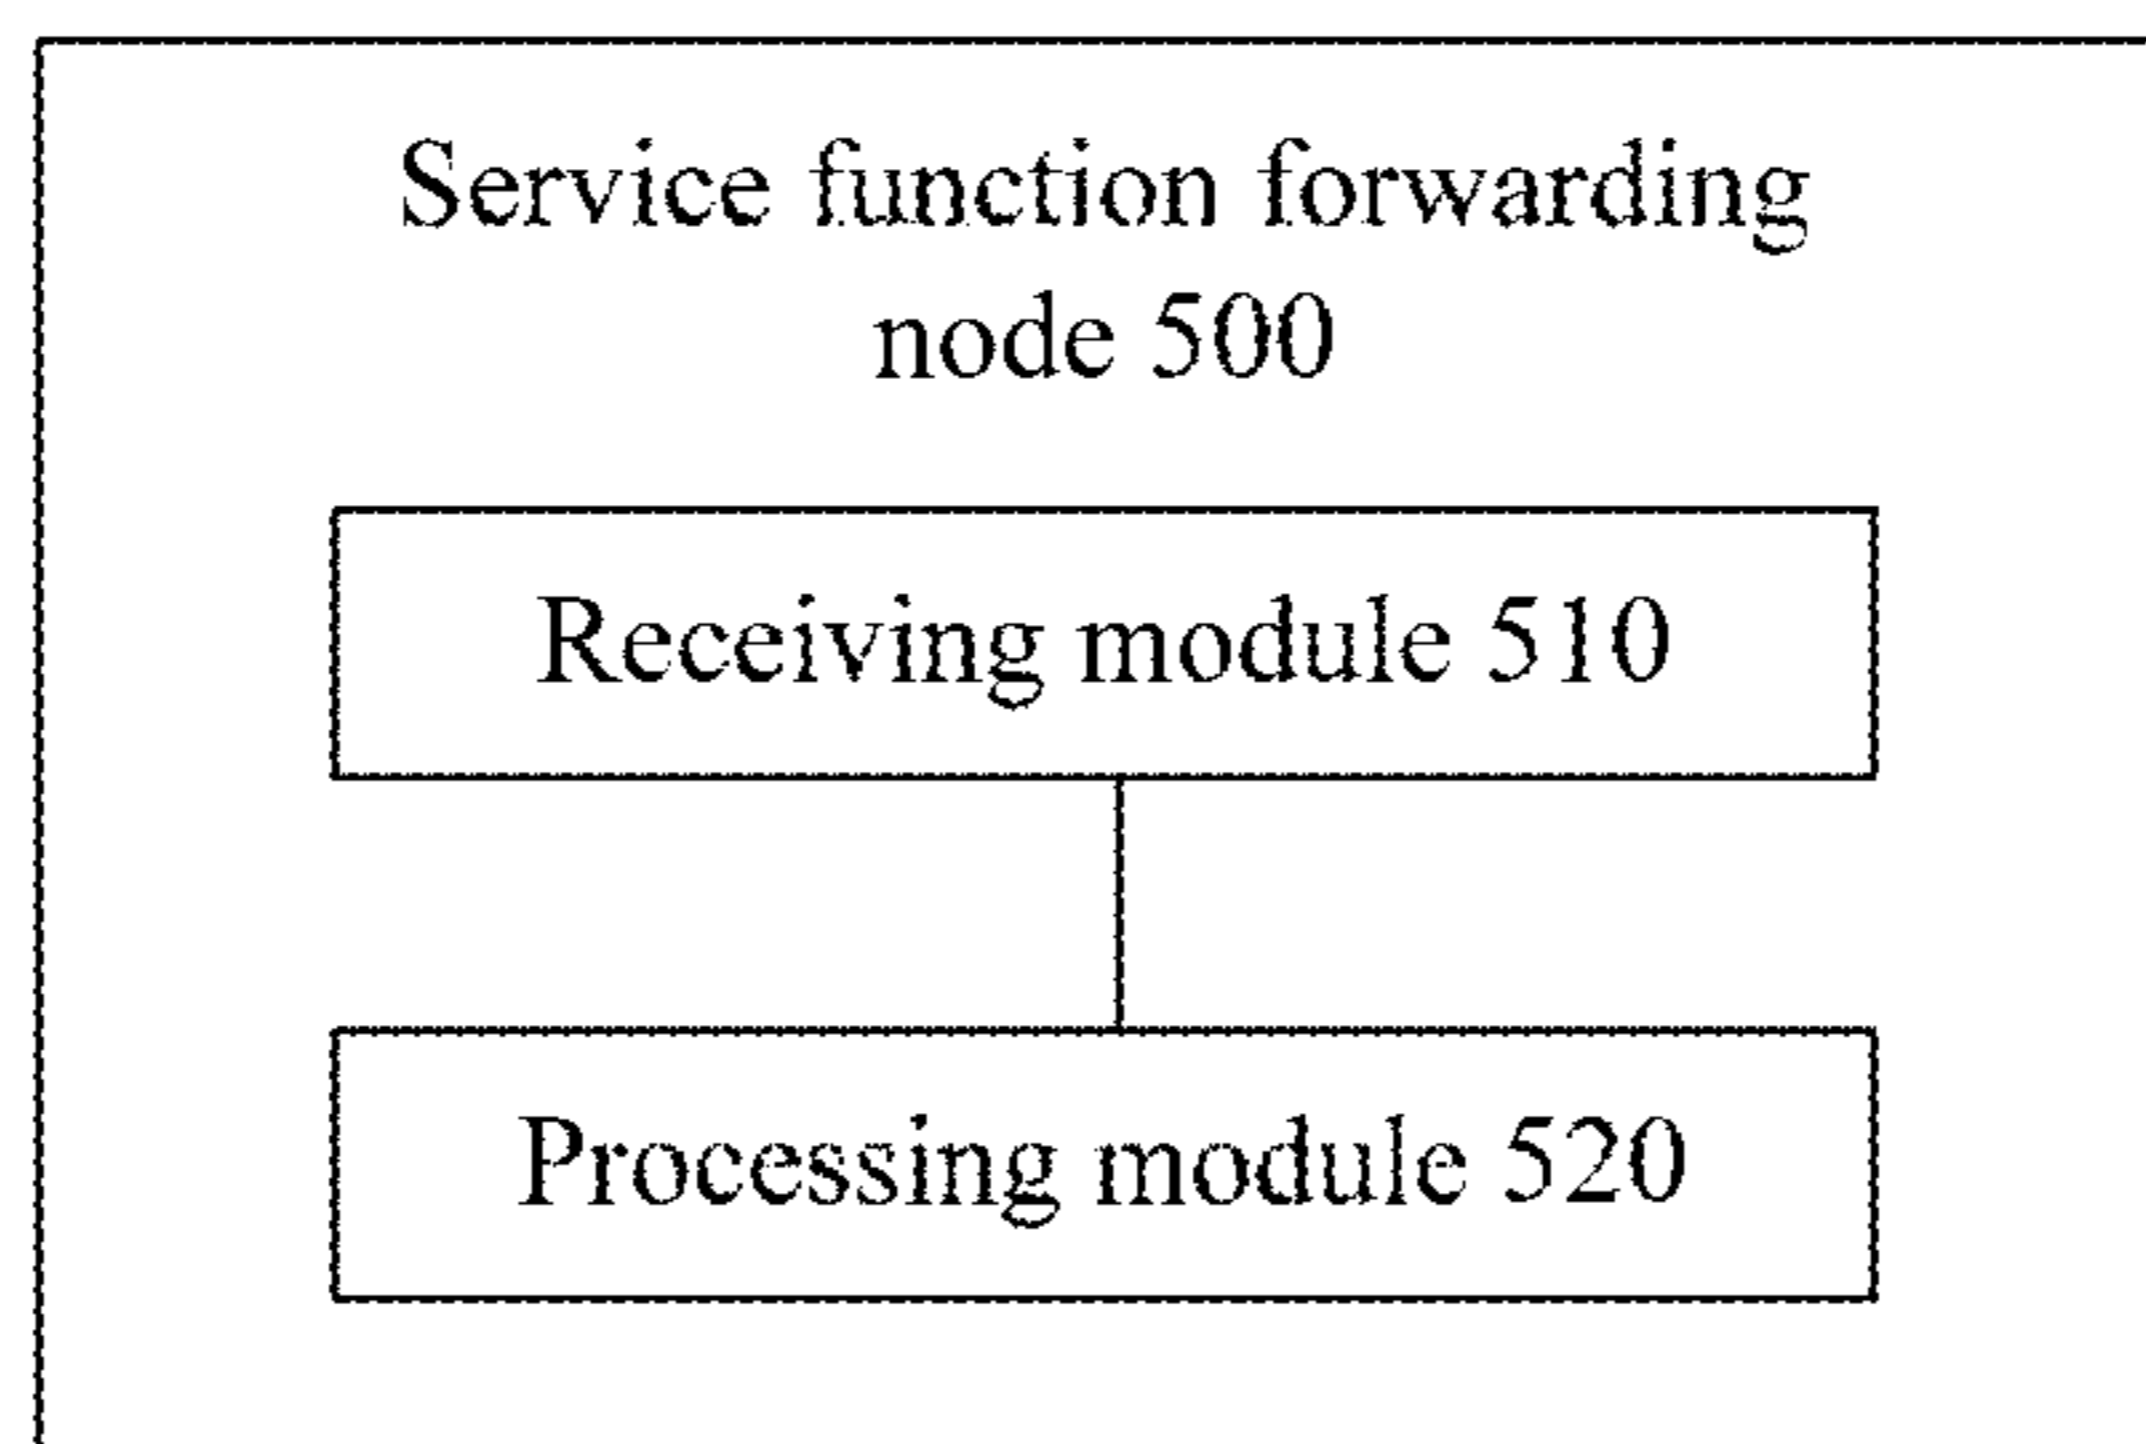 Service function forwarding
node 500
Receiving module 510
Processing module 520